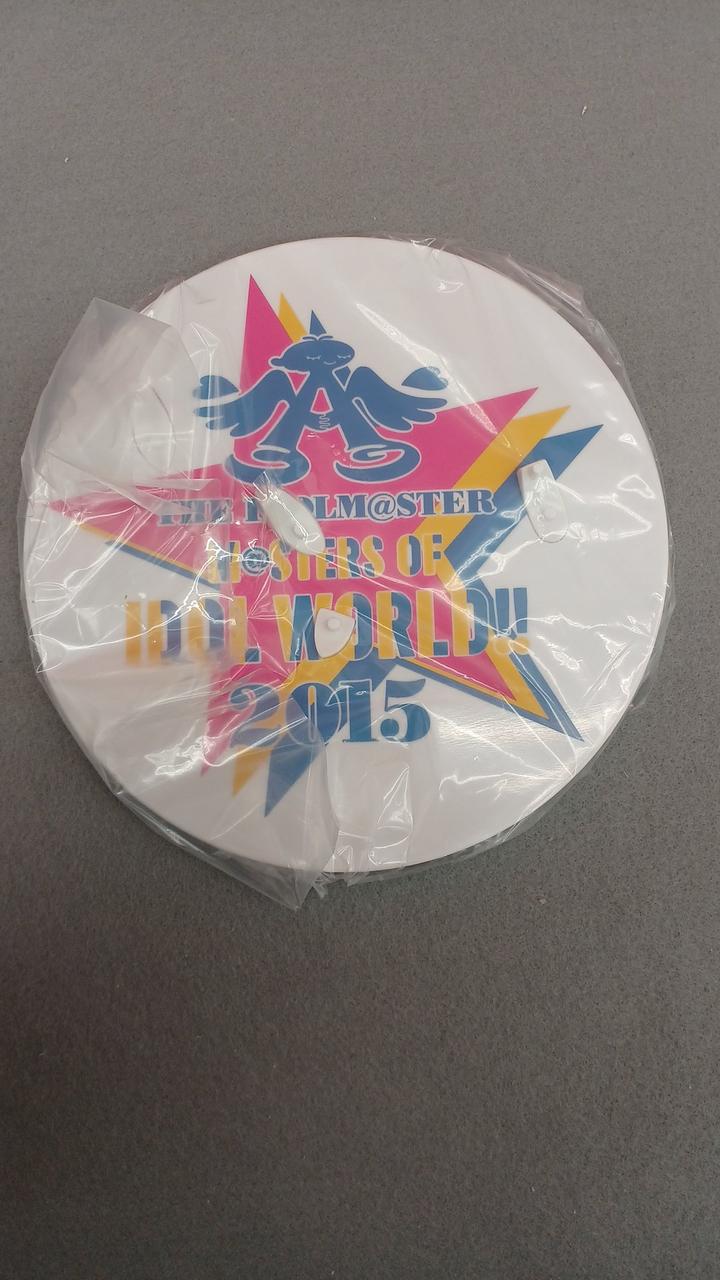 THE IDOLM@STER
M@STERS OF
IDOL WORLD!!
2015